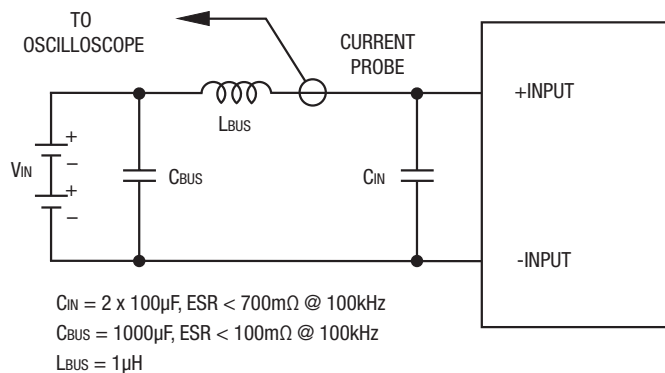 TO
OSCILLOSCOPE
CURRENT
PROBE
LBUS
+INPUT
VIN
+
–
+
–
CBUS
CIN
-INPUT
CIN = 2 x 100µF, ESR < 700mΩ @ 100kHz
CBUS = 1000µF, ESR < 100mΩ @ 100kHz
LBUS = 1µH